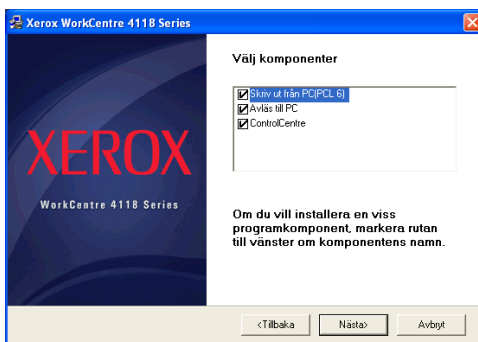 Xerox WorkCentre 4118 Series
Välj komponenter
Skriv ut från PC(PCL 6)
Avläs till PC
ControlCentre
XEROX
WorkCentre 4118 Series
Om du vill installera en viss
programkomponent, markera rutan
till vänster om komponentens namn.
<Tillbaka
Nästa>
Avbryt